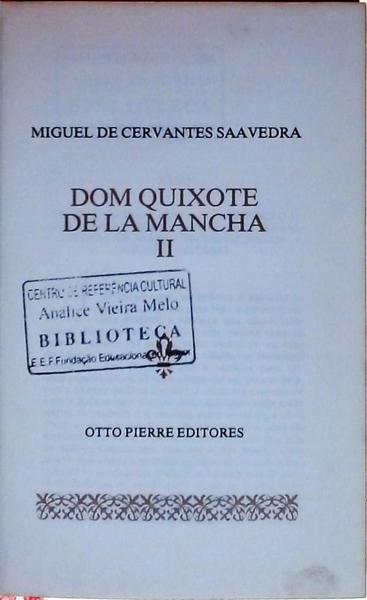 MIGUEL DE CERVANTES SAAVEDRA
DOM QUIXOTE
DE LA MANCHA
II
CENTRO DE REFERÊNCIA CULTURAL
Analice Vieira Melo
BIBLIOTECA
E.E.F. Fundação
OTTO PIERRE EDITORES